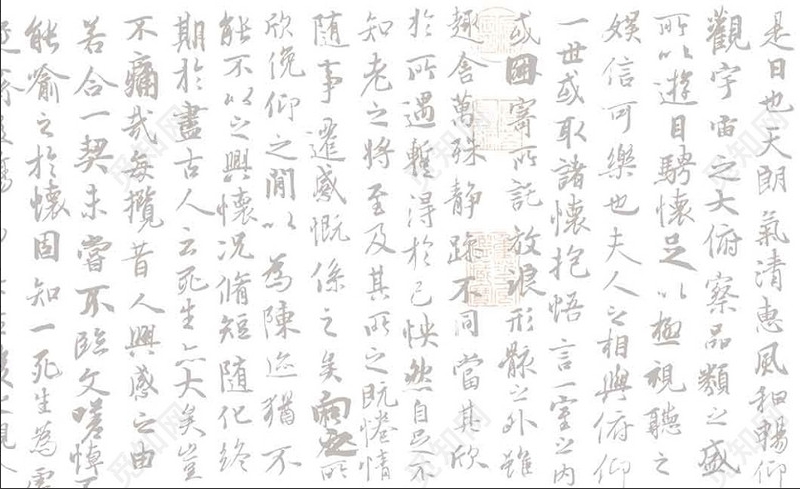 是日也天朗氣清惠風和暢仰
觀宇宙之大俯察品類之盛
所以遊目騁懷足以極視聽之
娛信可樂也夫人之相與俯仰
一世或取諸懷抱悟言一室之內
或因寄所託放浪形骸之外雖
趣舍萬殊靜躁不同當其欣
於所遇暫得於己怏然自足不
知老之將至及其所之既惓情
隨事遷感慨係之矣向之所
欣俛仰之閒以為陳迹猶不
能不以之興懷況脩短隨化終
期於盡古人云死生亦大矣豈
不痛哉每攬昔人興感之由
若合一契未嘗不臨文嗟悼不
能喻之於懷固知一死生為虛
觅知网